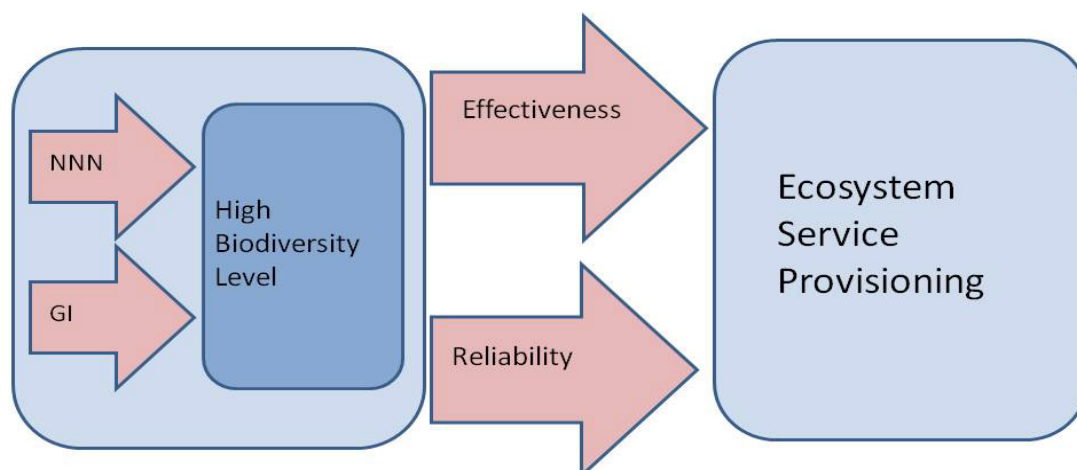 NNN
GI
High
Biodiversity
Level
Effectiveness
Reliability
Ecosystem
Service
Provisioning